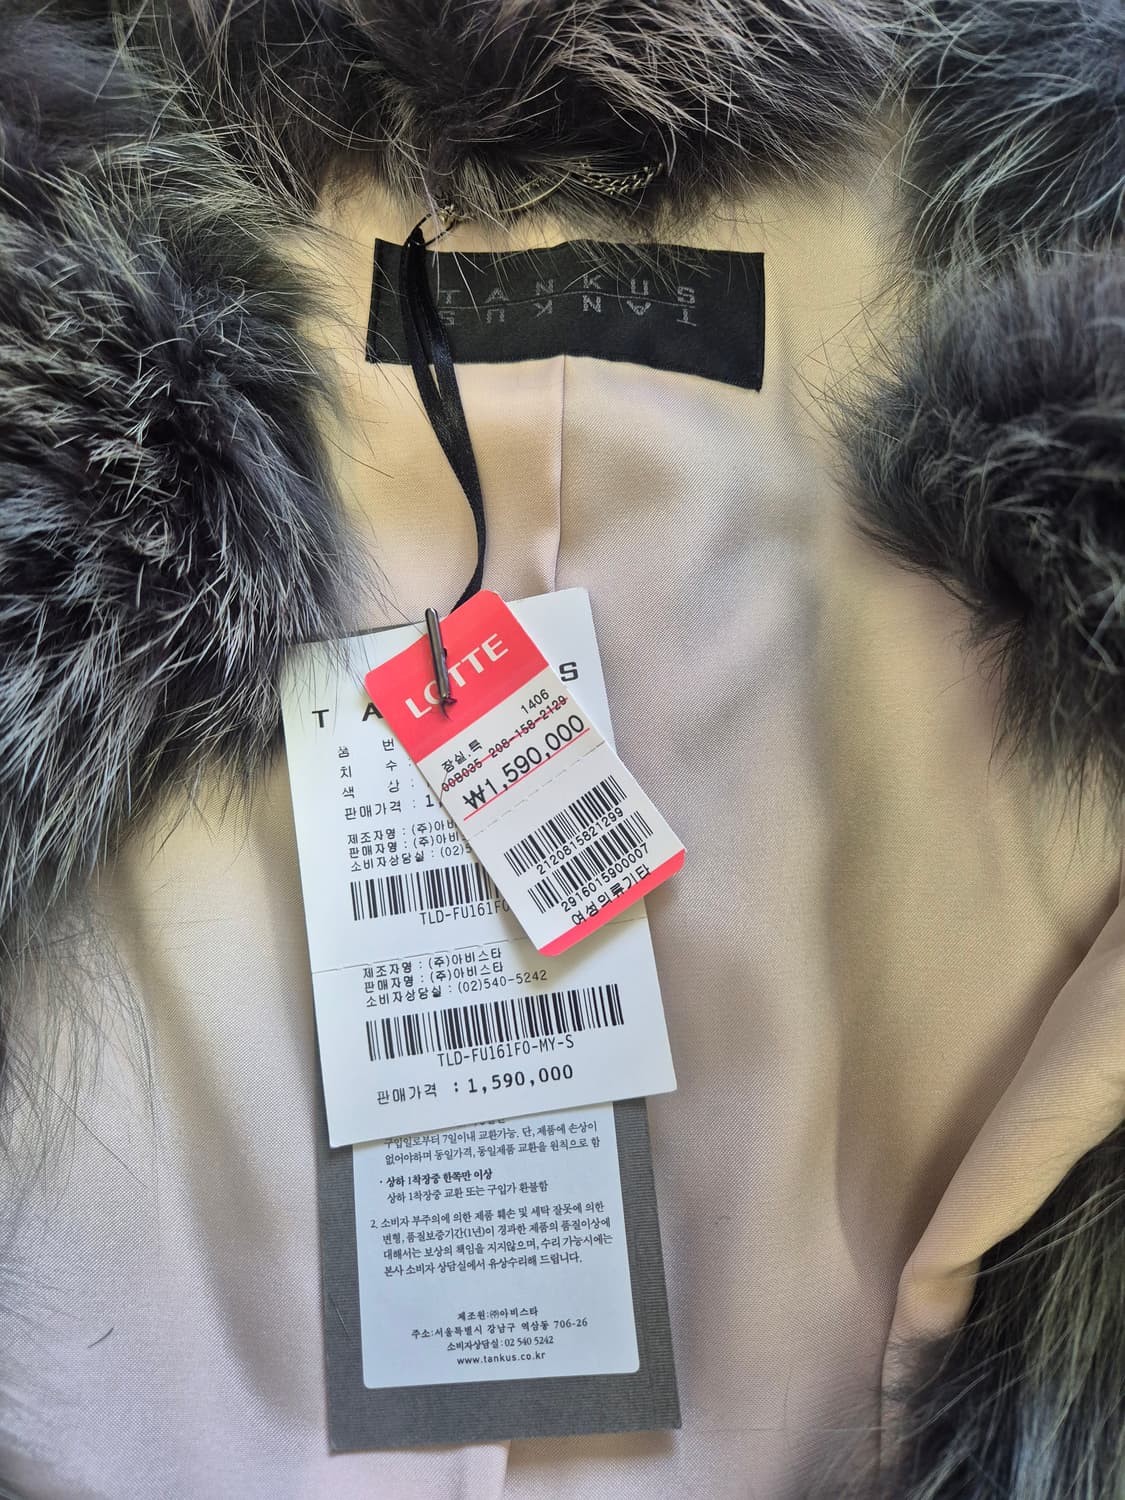 TANKUS
TANKUS
LOTTE
1406
잠실.특
00B035 208-158-2129
₩1,590,000
2120815821299
2916015900007
여성의류기타
T A S
품 번
치 수 :
색 상 :
판매가격 : 1,
제조자명 : (주)아비
판매자명 : (주)아비
소비자상담실 : (02)5
TLD-FU161F0
제조자명 : (주)아비스타
판매자명 : (주)아비스타
소비자상담실 : (02)540-5242
TLD-FU161F0-MY-S
판매가격 : 1,590,000
구입일로부터 7일이내 교환가능. 단, 제품에 손상이
없어야하며 동일가격, 동일제품 교환을 원칙으로 함
· 상하 1착장중 한쪽만 이상
상하 1착장중 교환 또는 구입가 환불함
2. 소비자 부주의에 의한 제품 훼손 및 세탁 잘못에 의한
변형, 품질보증기간(1년)이 경과한 제품의 품질이상에
대해서는 보상의 책임을 지지않으며, 수리 가능시에는
본사 소비자 상담실에서 유상수리해 드립니다.
제조원:㈜아비스타
주소:서울특별시 강남구 역삼동 706-26
소비자상담실:02 540 5242
www.tankus.co.kr